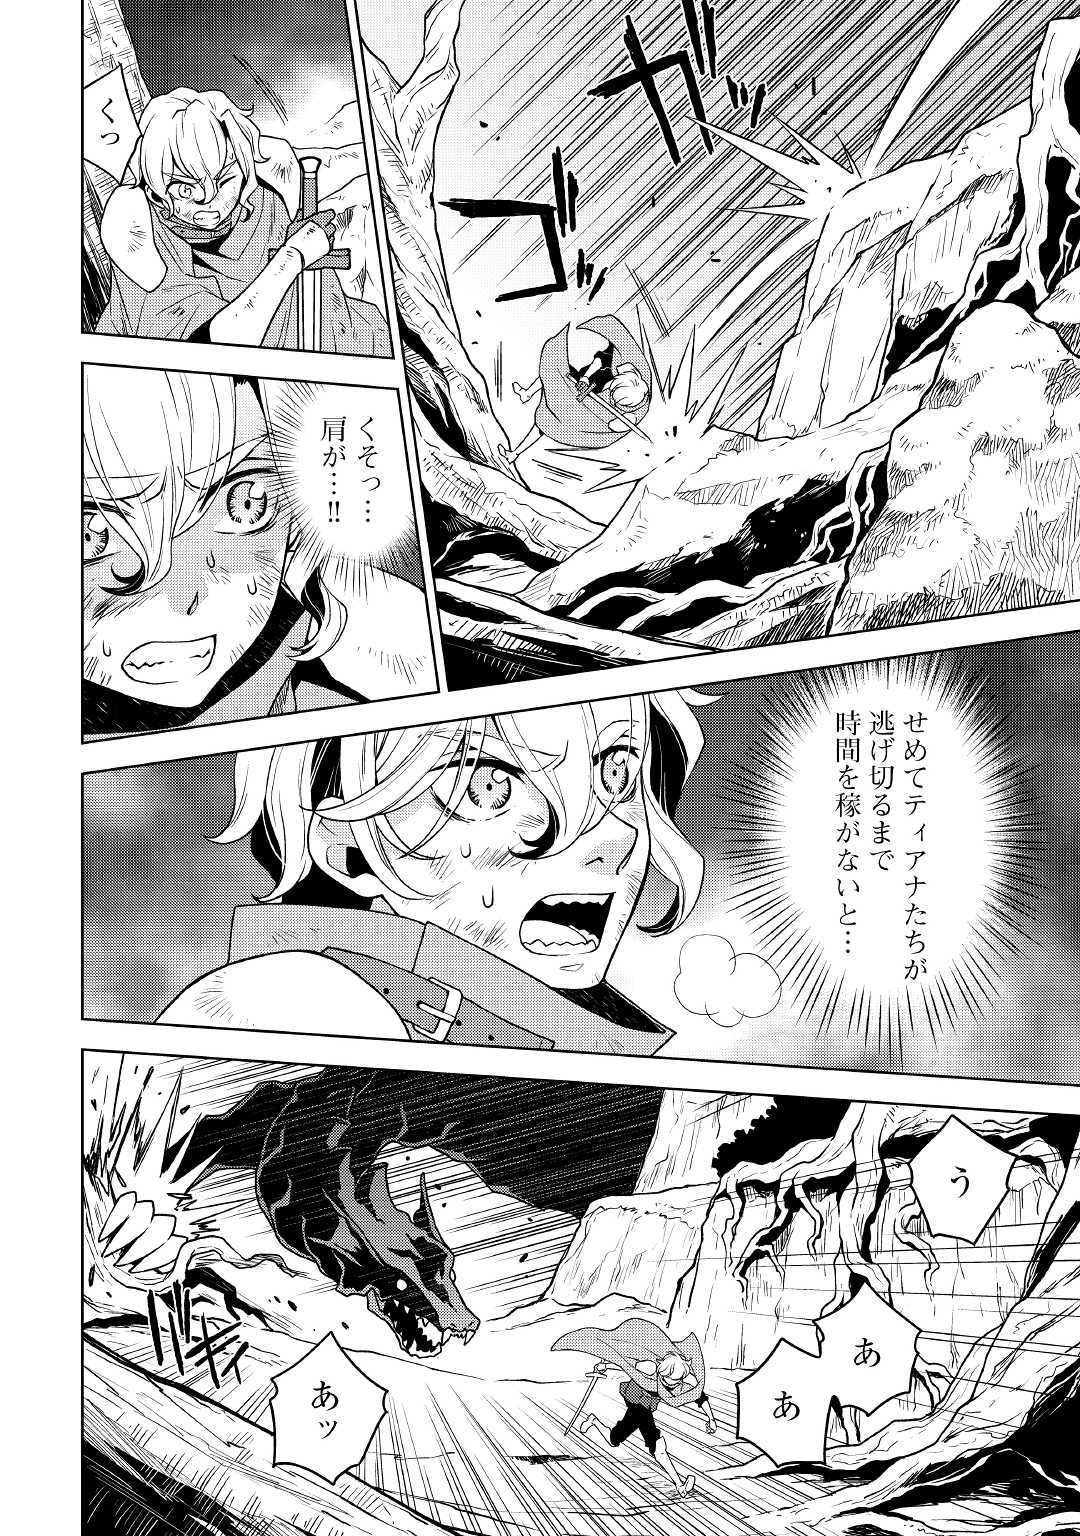 ガッ
ゴッ
くっ
くそっ…
肩が…!!
せめてティアナたちが
逃げ切るまで
時間を稼がないと…
う
あ
あ
あッ
バキィ